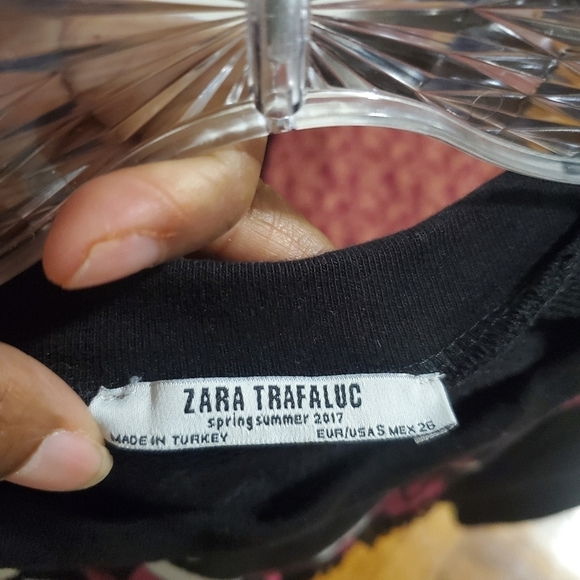 ZARA TRAFALUC
springsummer 2017
MADE IN TURKEY EUR/USA S MEX 26